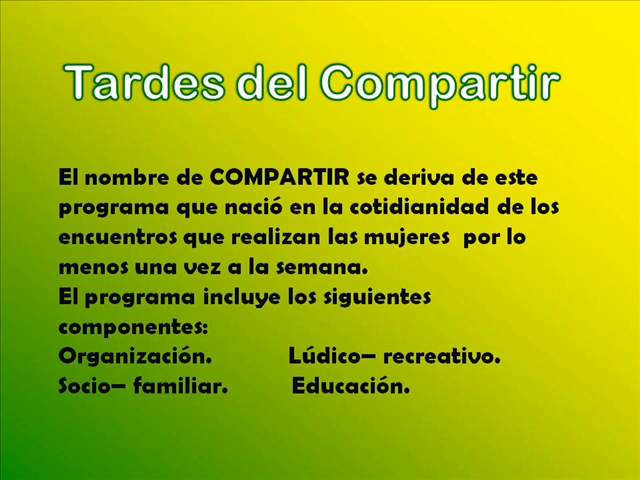 Tardes del Compartir
El nombre de COMPARTIR se deriva de este
programa que nació en la cotidianidad de los
encuentros que realizan las mujeres por lo
menos una vez a la semana.
El programa incluye los siguientes
componentes:
Organización. Lúdico– recreativo.
Socio– familiar. Educación.